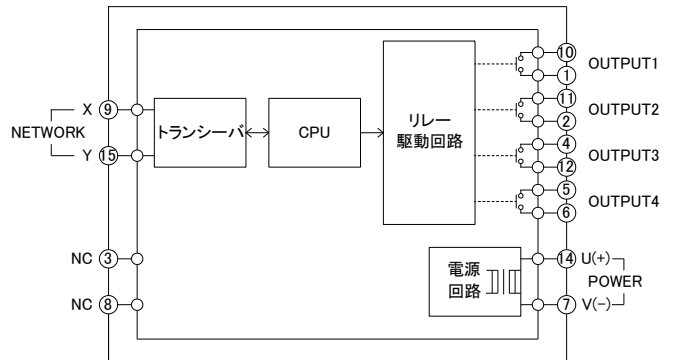 ⑩
OUTPUT1
①
⑪
X ⑨
OUTPUT2
リレー
駆動回路
トランシーバ
CPU
②
NETWORK
④
Y ⑮
OUTPUT3
⑫
⑤
OUTPUT4
⑥
NC ③
⑭ U(+)
電源
回路
POWER
NC ⑧
⑦ V(−)